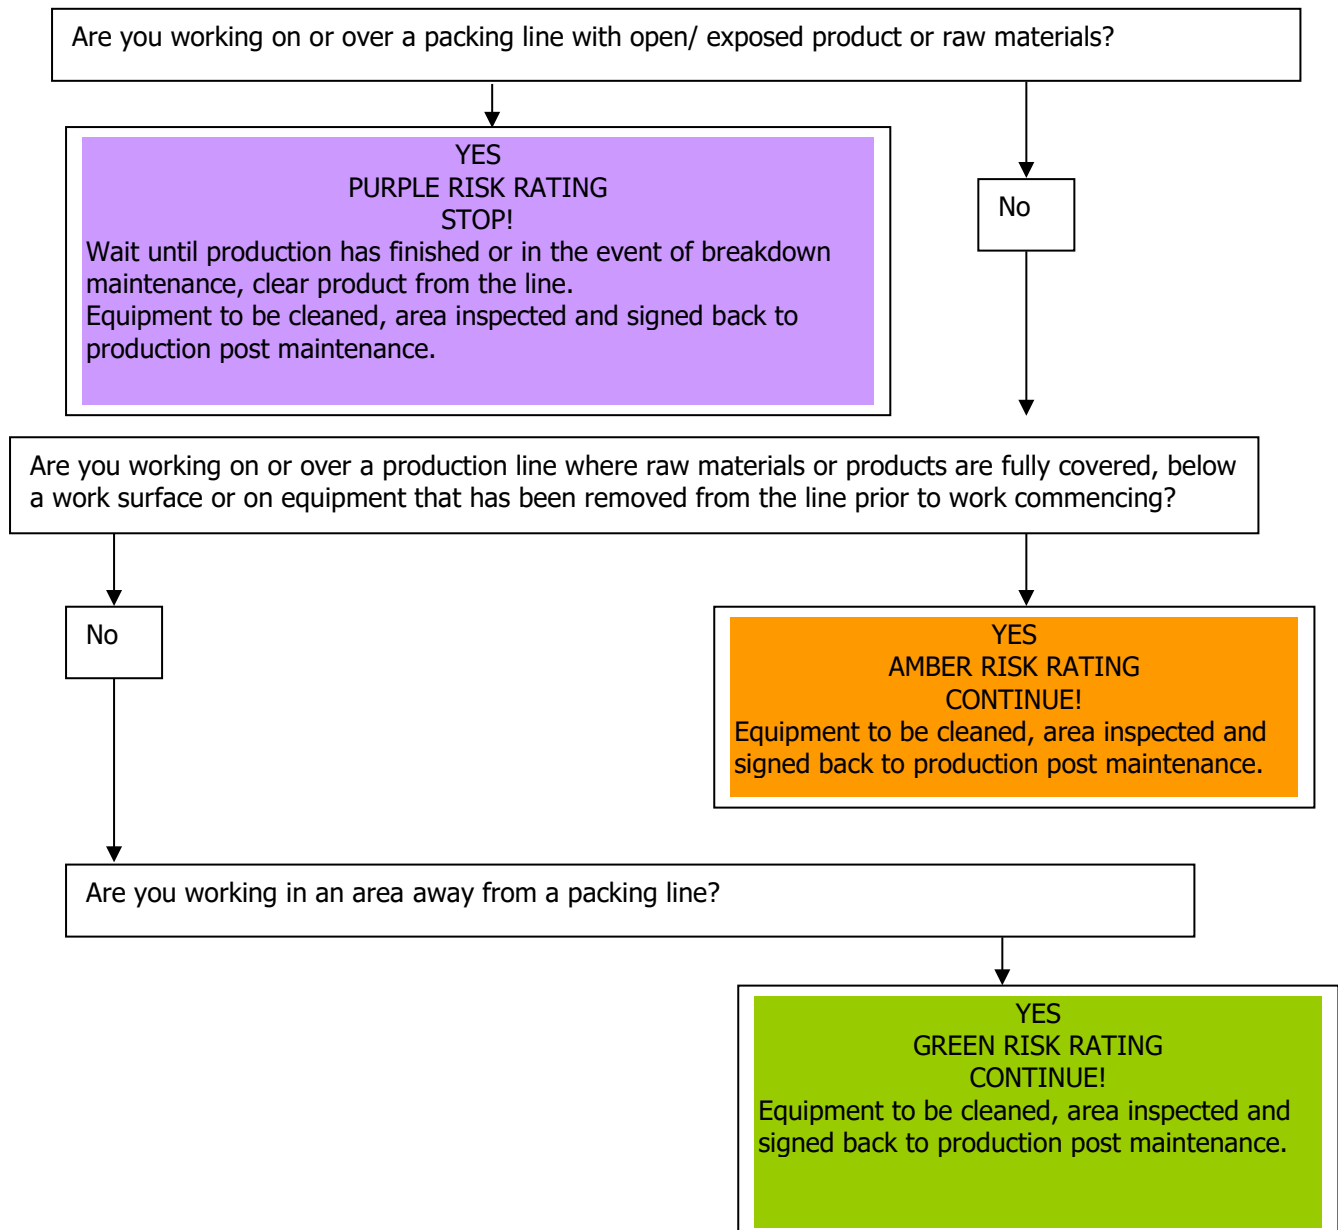 Are you working on or over a packing line with open/ exposed product or raw materials?
YES
PURPLE RISK RATING
STOP!
Wait until production has finished or in the event of breakdown
maintenance, clear product from the line.
Equipment to be cleaned, area inspected and signed back to
production post maintenance.
No
Are you working on or over a production line where raw materials or products are fully covered, below
a work surface or on equipment that has been removed from the line prior to work commencing?
No
YES
AMBER RISK RATING
CONTINUE!
Equipment to be cleaned, area inspected and
signed back to production post maintenance.
Are you working in an area away from a packing line?
YES
GREEN RISK RATING
CONTINUE!
Equipment to be cleaned, area inspected and
signed back to production post maintenance.